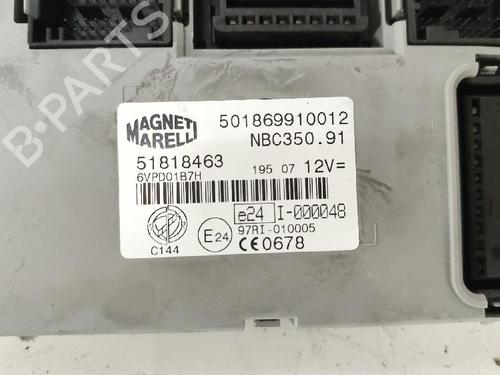 MAGNETI
MARELLI
501869910012
NBC350.91
51818463
6VPD01B7H
195 07 12V=
e24 I-000048
E24
97RI-010005
C144
CE0678
B-PARTS